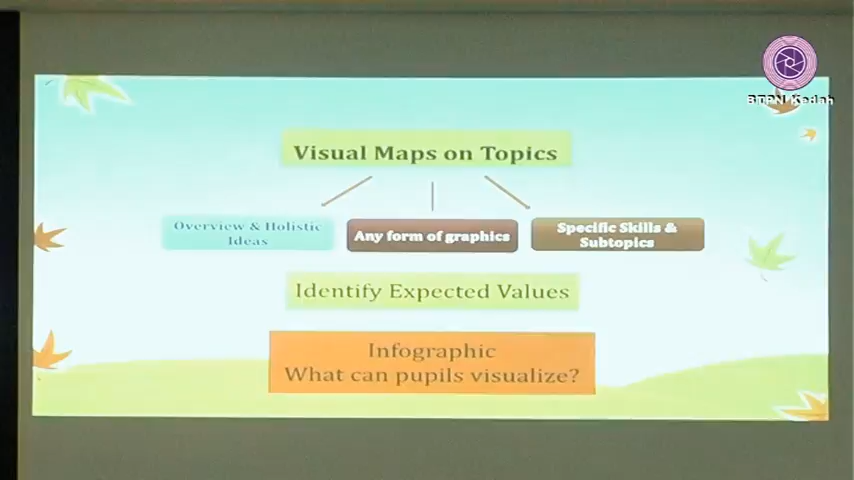 BTPN Kedah
Visual Maps on Topics
Overview & Holistic
Ideas
Any form of graphics
Specific Skills &
Subtopics
Identify Expected Values
Infographic
What can pupils visualize?